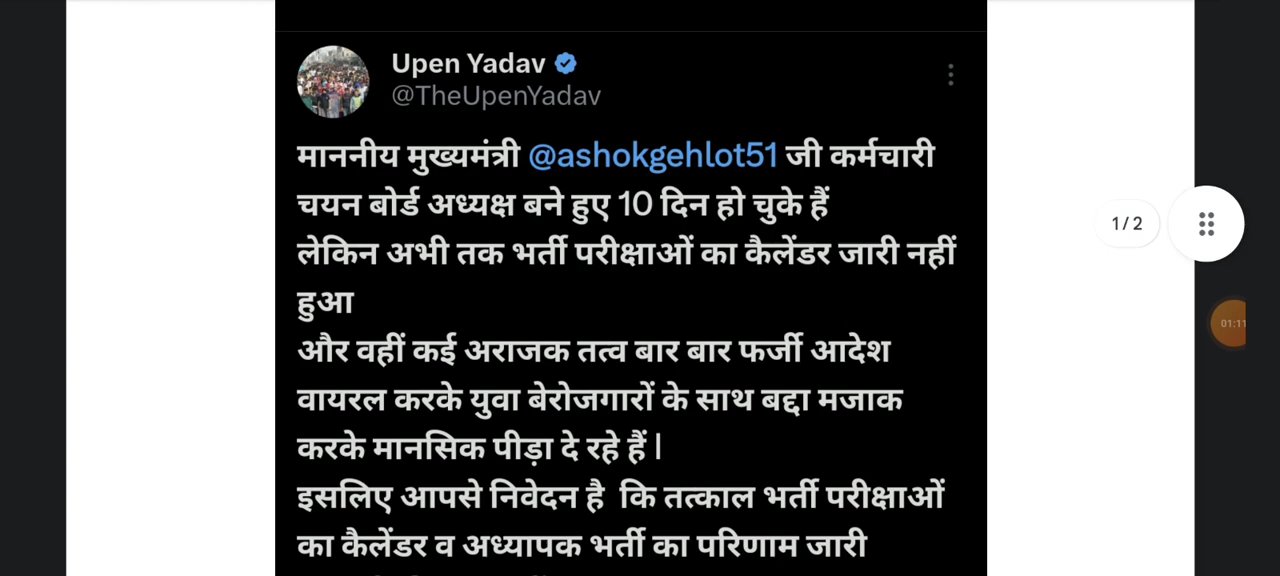 Upen Yadav
@TheUpenYadav
माननीय मुख्यमंत्री @ashokgehlot51 जी कर्मचारी
चयन बोर्ड अध्यक्ष बने हुए 10 दिन हो चुके हैं
लेकिन अभी तक भर्ती परीक्षाओं का कैलेंडर जारी नहीं
हुआ
और वहीं कई अराजक तत्व बार बार फर्जी आदेश
वायरल करके युवा बेरोजगारों के साथ बद्दा मजाक
करके मानसिक पीड़ा दे रहे हैं |
इसलिए आपसे निवेदन है कि तत्काल भर्ती परीक्षाओं
का कैलेंडर व अध्यापक भर्ती का परिणाम जारी
1/2
01:11